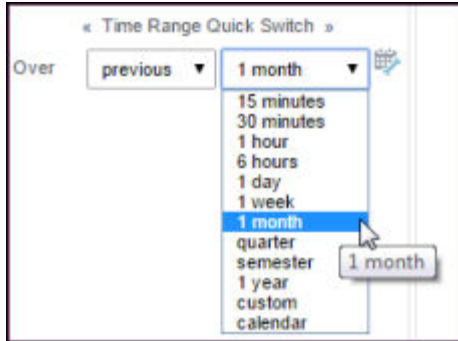 « Time Range Quick Switch »
Over previous 1 month
15 minutes
30 minutes
1 hour
6 hours
1 day
1 week
1 month
quarter
semester
1 month
1 year
custom
calendar